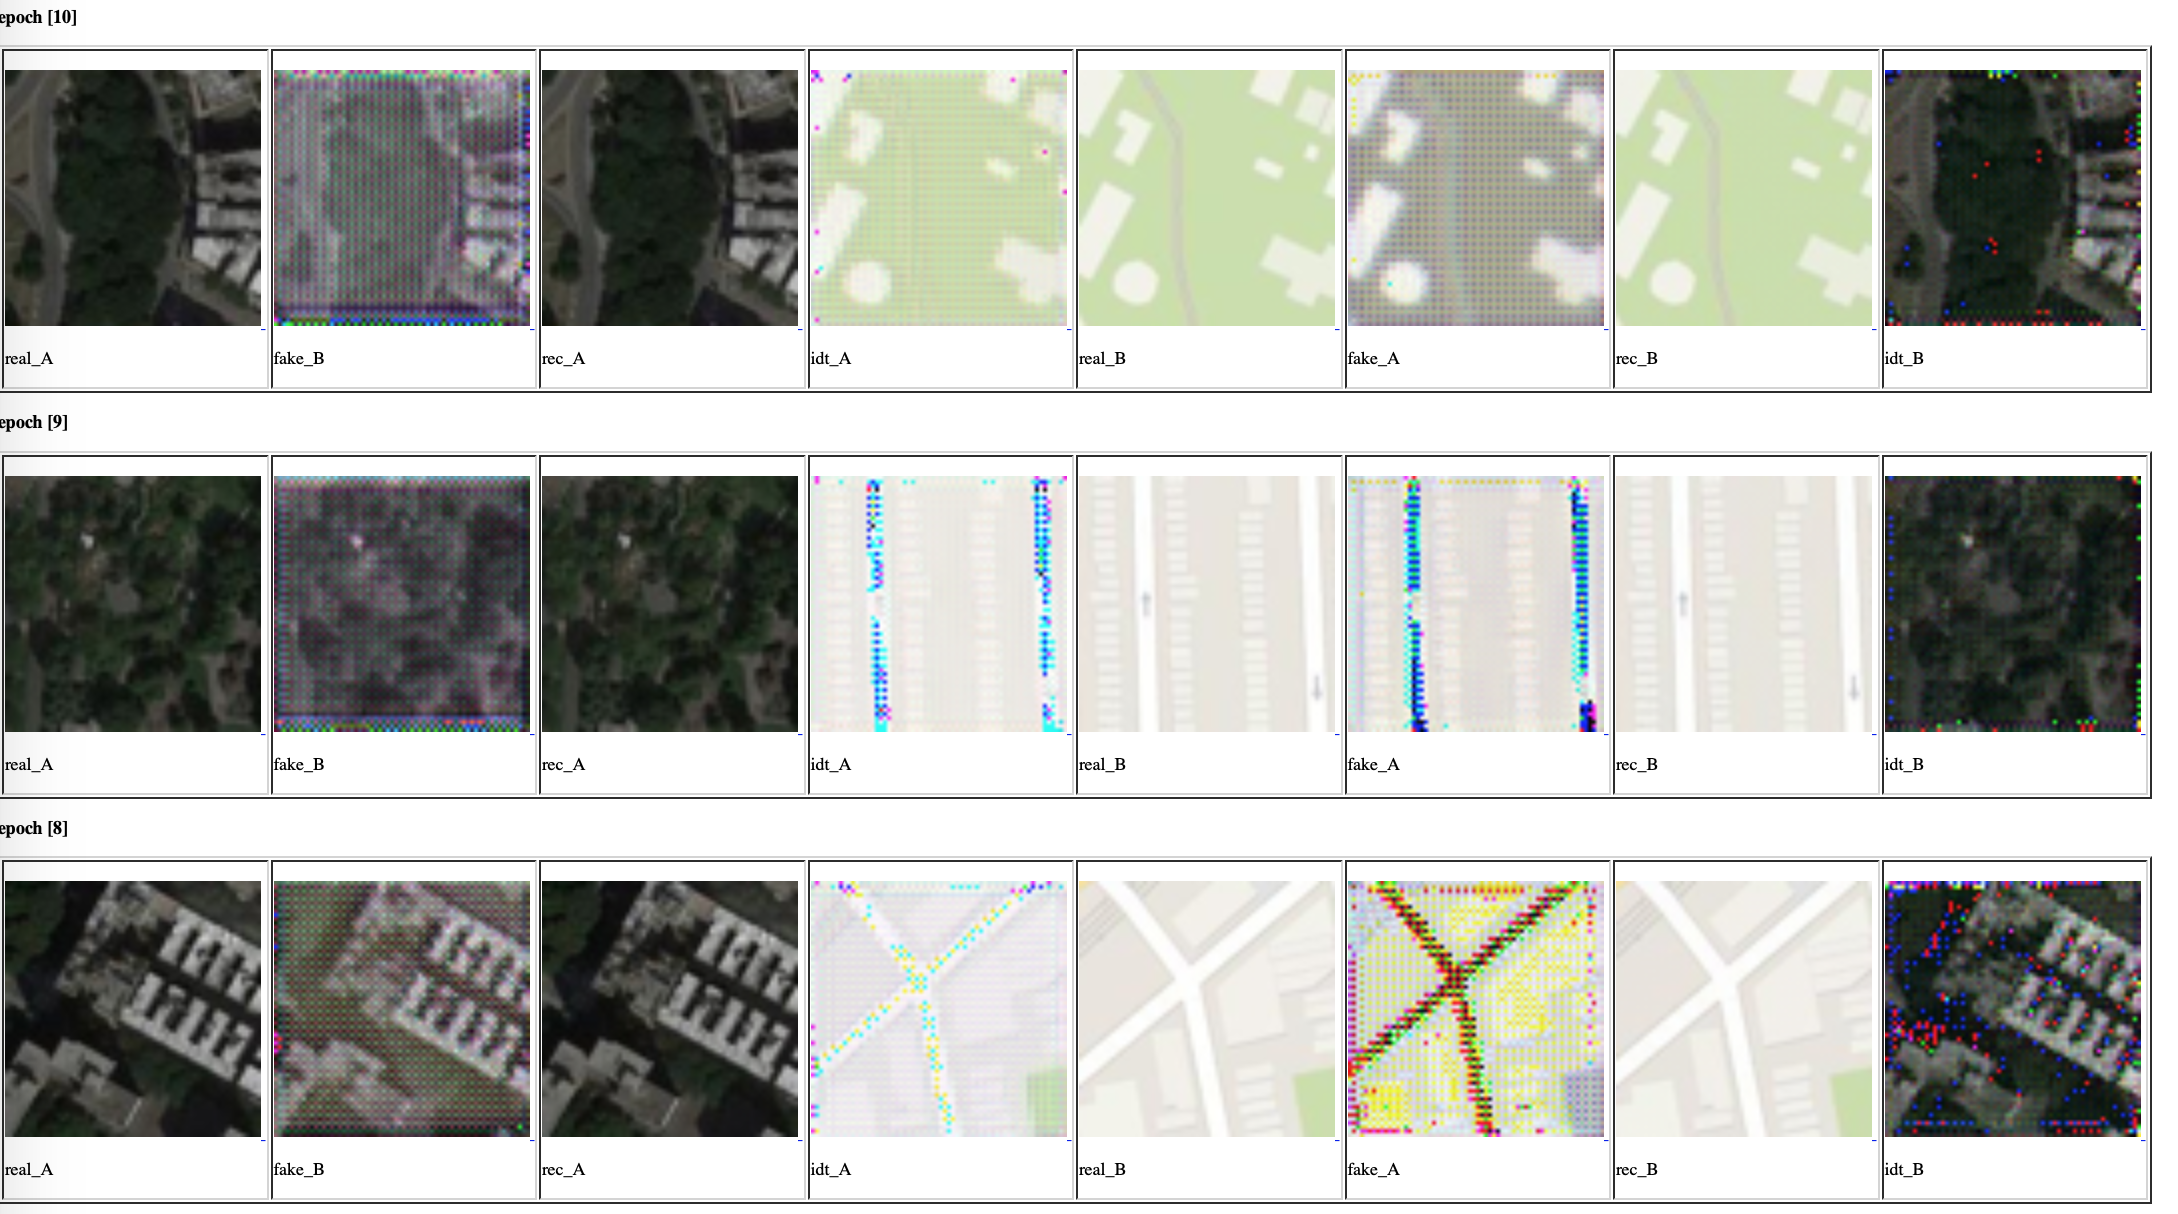 epoch [10]
real_A fake_B rec_A idt_A real_B fake_A rec_B idt_B
epoch [9]
real_A fake_B rec_A idt_A real_B fake_A rec_B idt_B
epoch [8]
real_A fake_B rec_A idt_A real_B fake_A rec_B idt_B